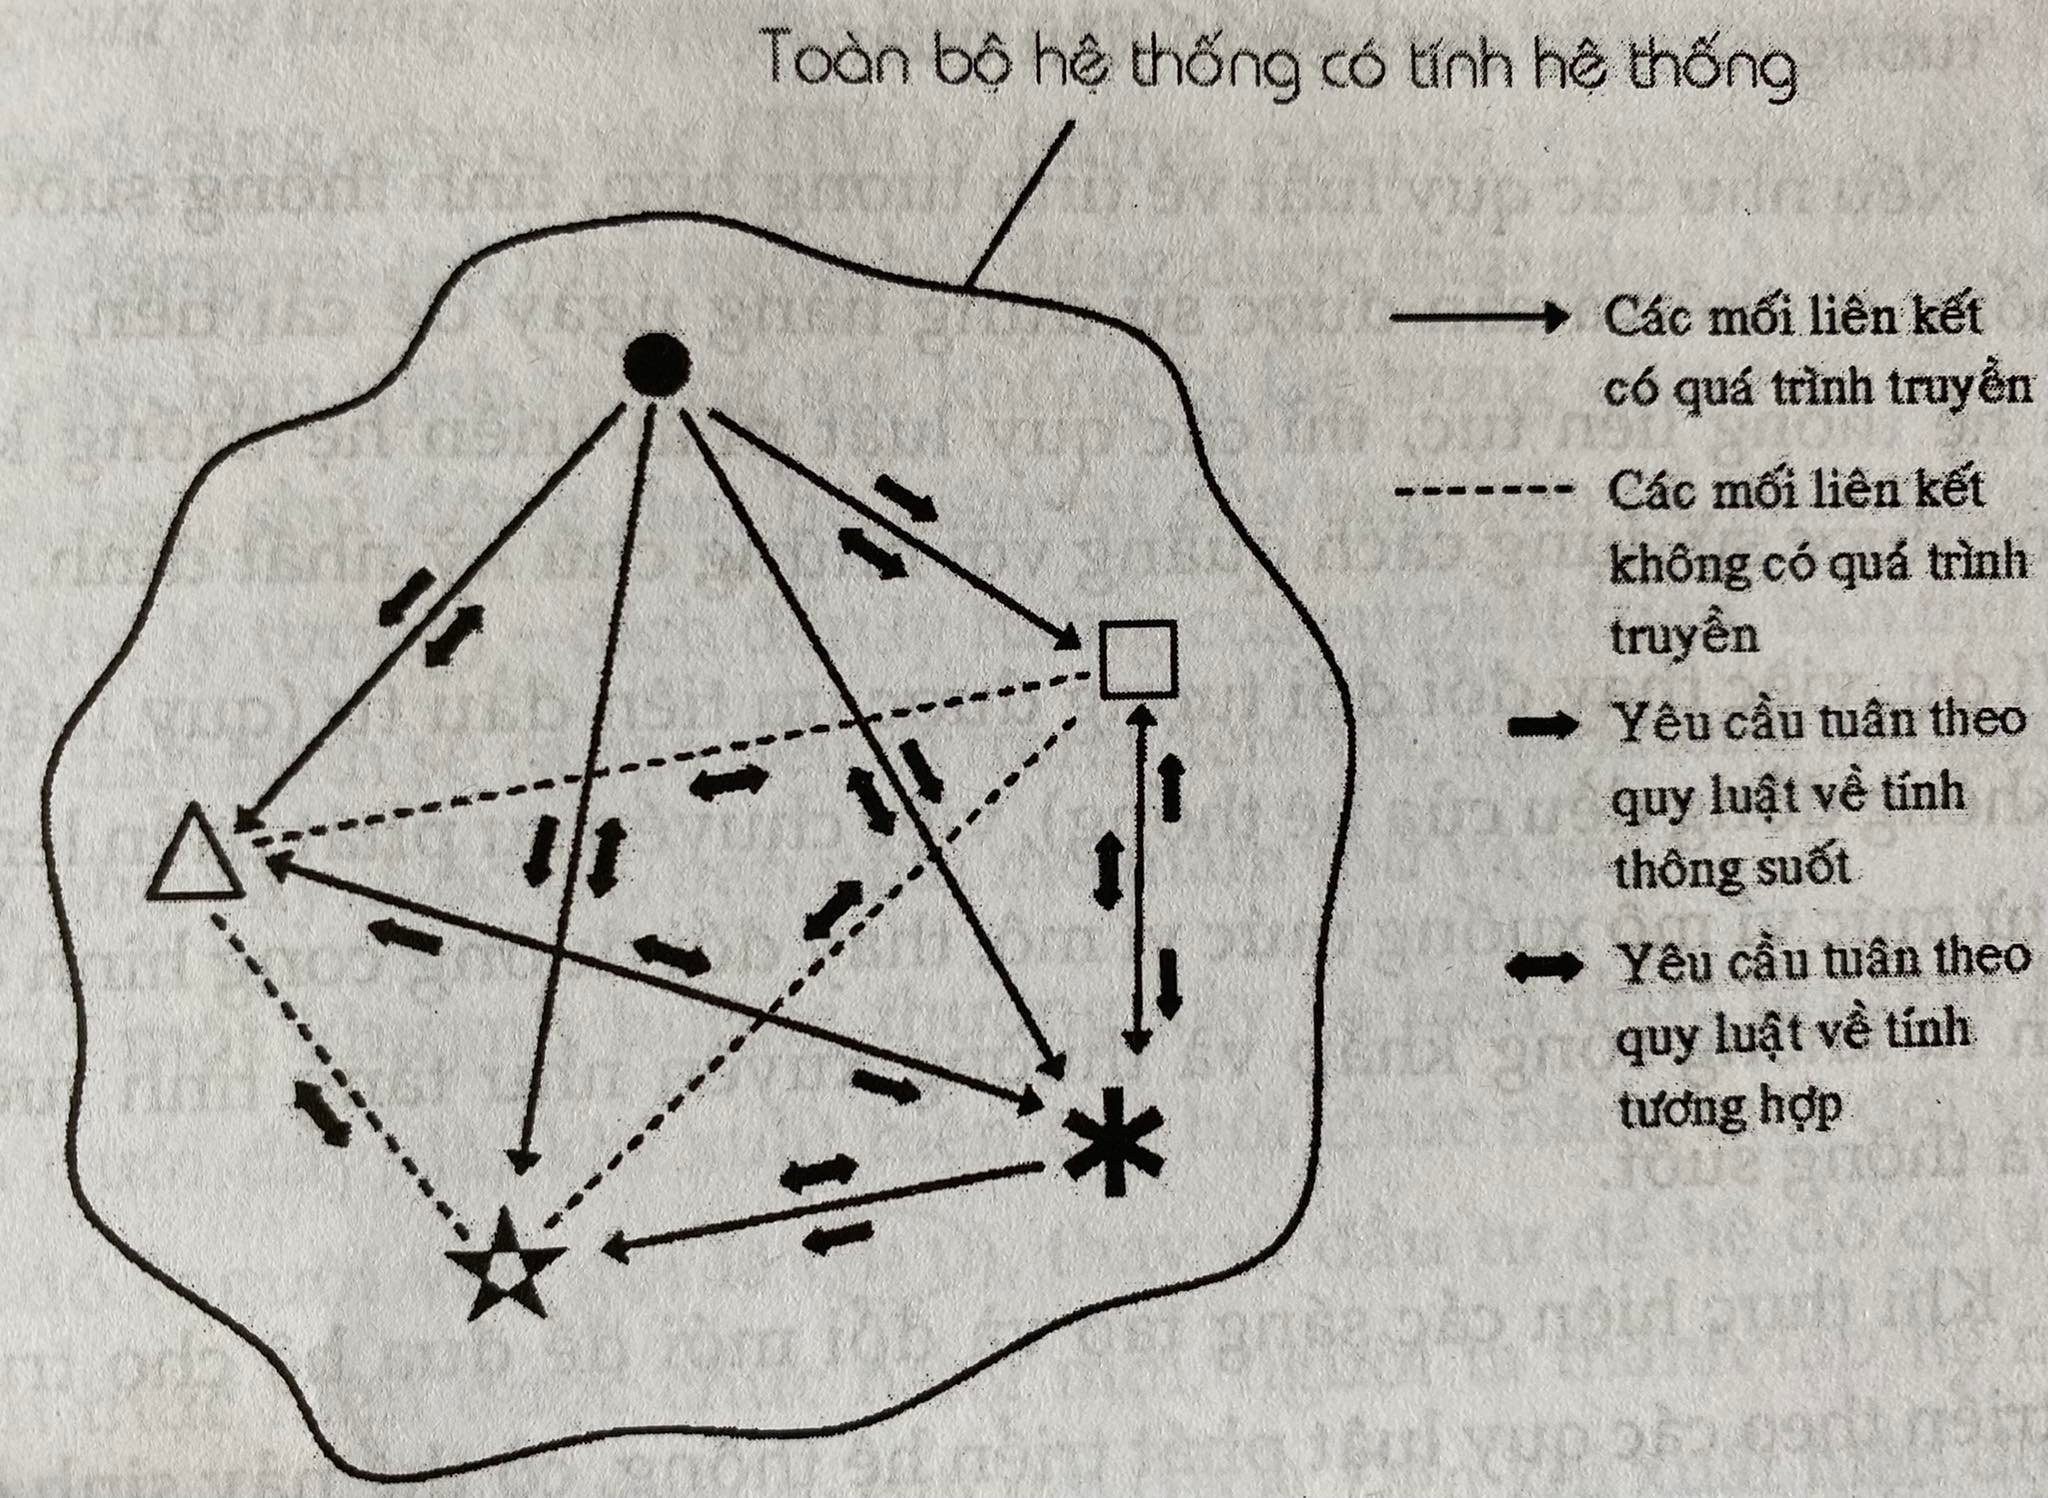 Toàn bộ hệ thống có tính hệ thống
Các mối liên kết
có quá trình truyền
Các mối liên kết
không có quá trình
truyền
Yêu cầu tuân theo
quy luật về tính
thông suốt
Yêu cầu tuân theo
quy luật về tính
tương hợp